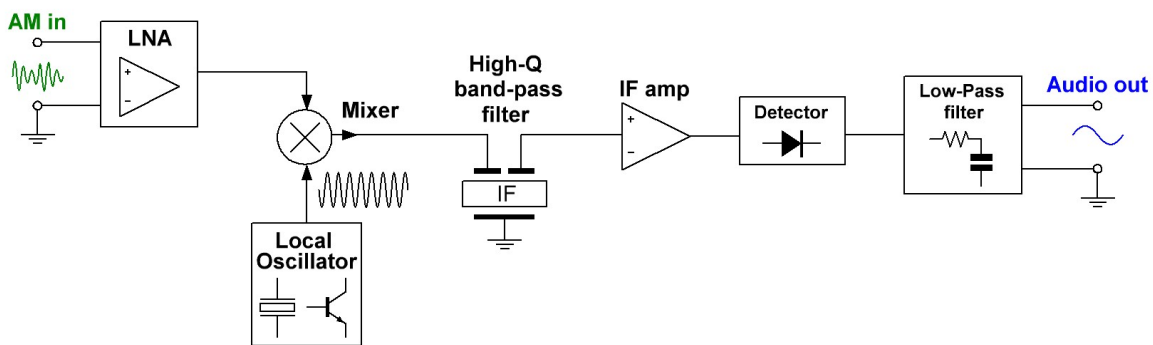 AM in
LNA
+
-
Mixer
Local
Oscillator
High-Q
band-pass
filter
IF
IF amp
+
-
Detector
Low-Pass
filter
Audio out